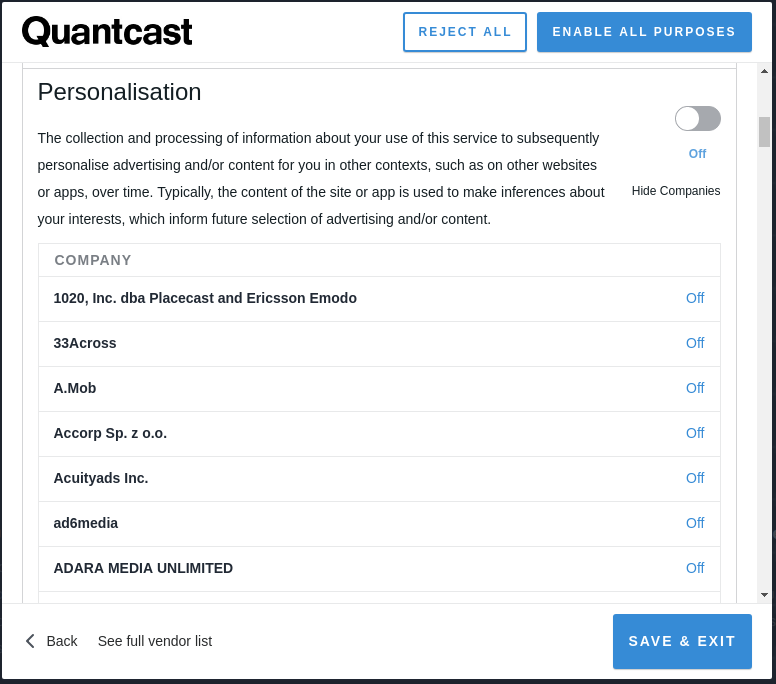 Quantcast
REJECT ALL
ENABLE ALL PURPOSES
Personalisation
The collection and processing of information about your use of this service to subsequently
personalise advertising and/or content for you in other contexts, such as on other websites
or apps, over time. Typically, the content of the site or app is used to make inferences about
your interests, which inform future selection of advertising and/or content.
Off
Hide Companies
COMPANY
1020, Inc. dba Placecast and Ericsson Emodo Off
33Across Off
A.Mob Off
Accorp Sp. z o.o. Off
Acuityads Inc. Off
ad6media Off
ADARA MEDIA UNLIMITED Off
Back See full vendor list
SAVE & EXIT